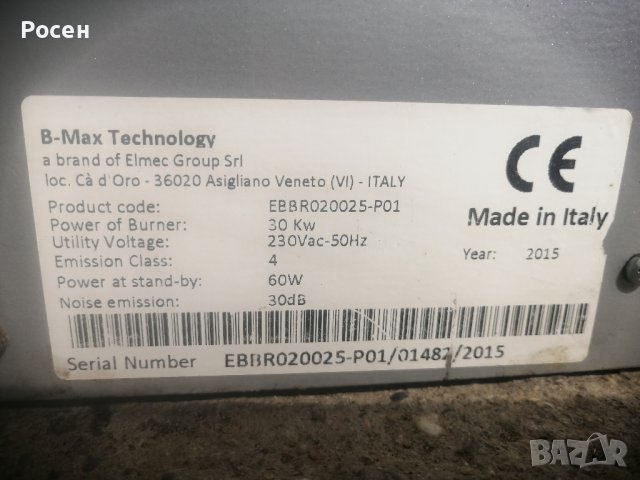 Росен
B-Max Technology
a brand of Elmec Group Srl
loc. Cà d'Oro - 36020 Asigliano Veneto (VI) - ITALY
Product code: EBBR020025-P01
Power of Burner: 30 Kw
Utility Voltage: 230Vac-50Hz
Emission Class: 4
Power at stand-by: 60W
Noise emission: 30dB
CE
Made in Italy
Year: 2015
Serial Number EBBR020025-P01/01482/2015
BAZAR